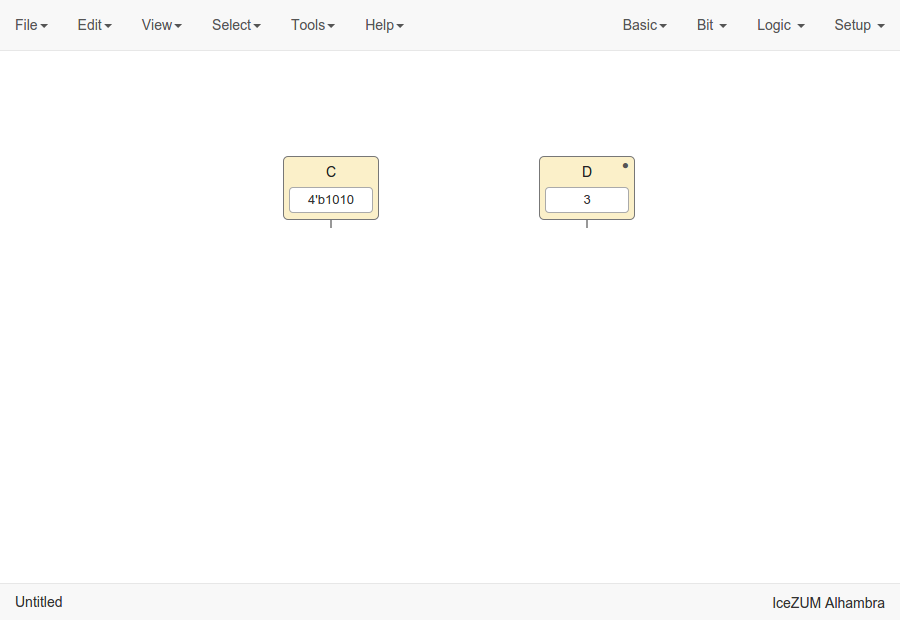 File Edit View Select Tools Help Basic Bit Logic Setup
C D
4'b1010 3
Untitled IceZUM Alhambra